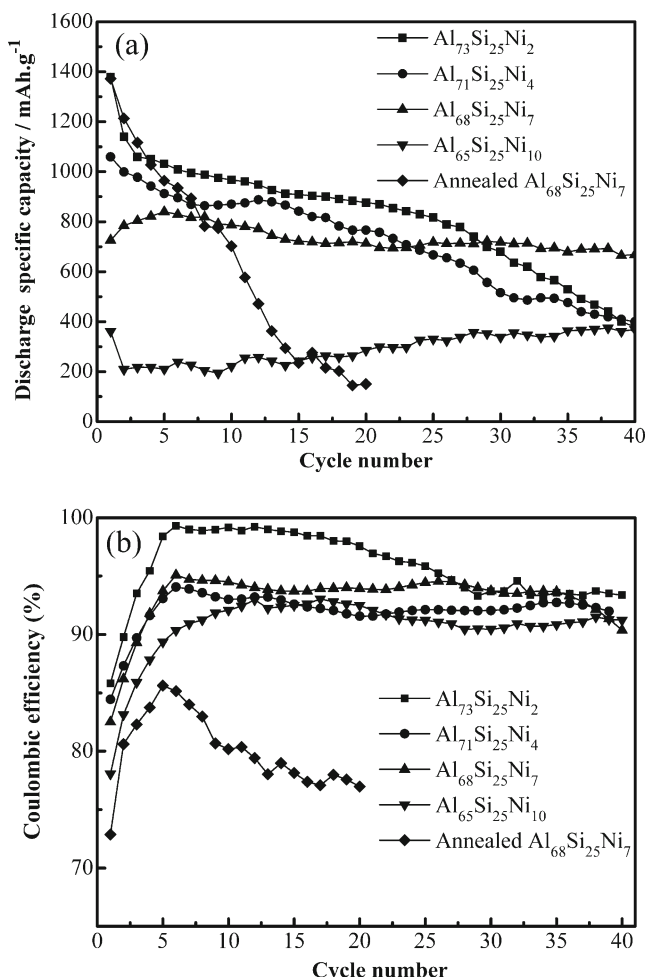 (a)
Al73Si25Ni2
Al71Si25Ni4
Al68Si25Ni7
Al65Si25Ni10
Annealed Al68Si25Ni7
Discharge specific capacity / mAh.g-1
1600
1400
1200
1000
800
600
400
200
0
0 5 10 15 20 25 30 35 40
Cycle number
(b)
Coulombic efficiency (%)
100
90
80
70
Al73Si25Ni2
Al71Si25Ni4
Al68Si25Ni7
Al65Si25Ni10
Annealed Al68Si25Ni7
0 5 10 15 20 25 30 35 40
Cycle number